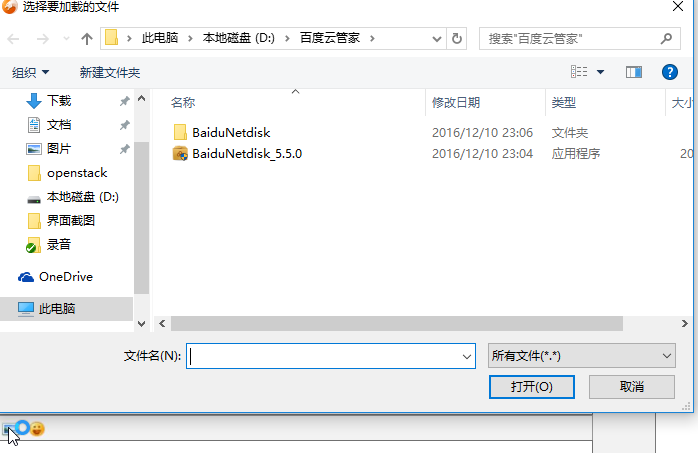 选择要加载的文件
此电脑 本地磁盘 (D:) 百度云管家 搜索"百度云管家"
组织 新建文件夹
名称 修改日期 类型 大小
下载
文档
图片
openstack
本地磁盘 (D:)
界面截图
录音
OneDrive
此电脑
BaiduNetdisk 2016/12/10 23:06 文件夹
BaiduNetdisk_5.5.0 2016/12/10 23:04 应用程序 20
文件名(N): 所有文件(*.*)
打开(O) 取消